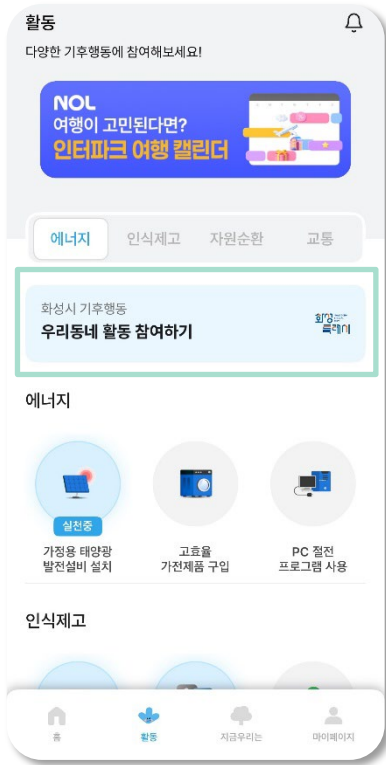 활동
다양한 기후행동에 참여해보세요!
NOL
여행이 고민된다면?
인터파크 여행 캘린더
에너지 인식제고 자원순환 교통
화성시 기후행동
우리동네 활동 참여하기
에너지
실천중
가정용 태양광
발전설비 설치
고효율
가전제품 구입
PC 절전
프로그램 사용
인식제고
홈 활동 지금우리는 마이페이지